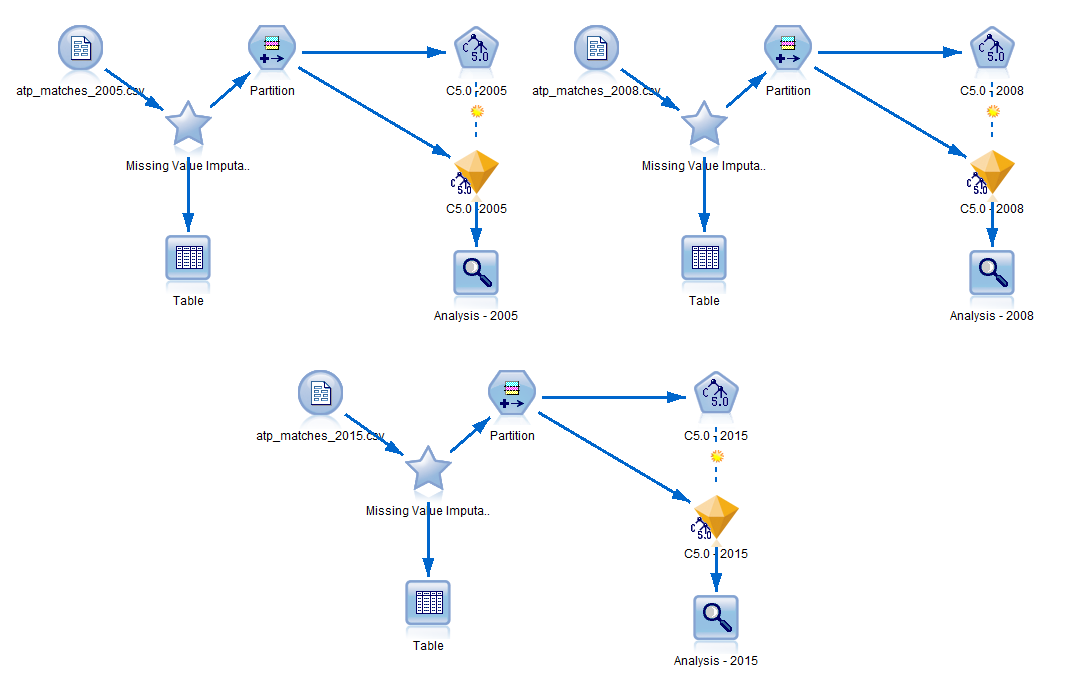 atp_matches_2005.csv
Partition
C5.0 - 2005
Missing Value Imputa..
C5.0 - 2005
Table
Analysis - 2005
atp_matches_2008.csv
Partition
C5.0 - 2008
Missing Value Imputa..
C5.0 - 2008
Table
Analysis - 2008
atp_matches_2015.csv
Partition
C5.0 - 2015
Missing Value Imputa..
C5.0 - 2015
Table
Analysis - 2015